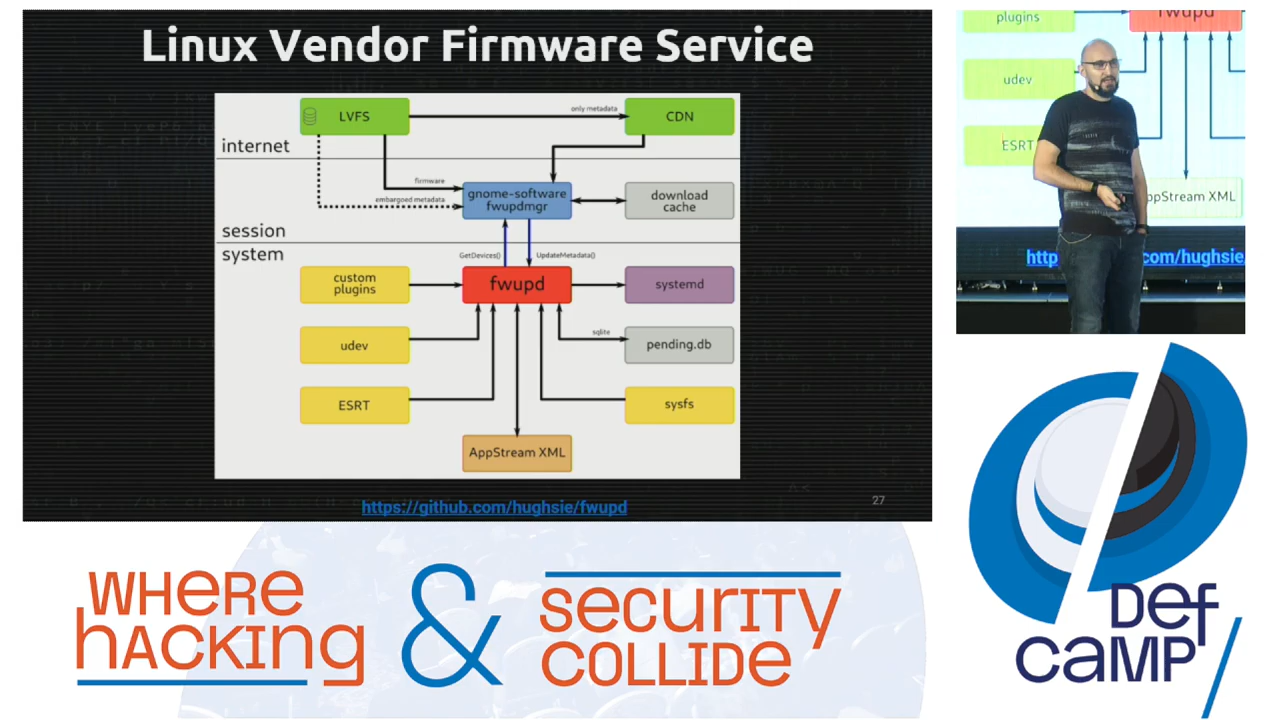 Linux Vendor Firmware Service
LVFS
only metadata
CDN
internet
firmware
embargoed metadata
gnome-software
fwupdmgr
download
cache
session
system
GetDevices()
UpdateMetadata()
custom
plugins
fwupd
systemd
udev
sqlite
pending.db
ESRT
sysfs
AppStream XML
https://github.com/hughsie/fwupd
27
plugins
fwupd
udev
ESRT
ppStream XML
http
com/hughsie
WHERE
HACKING
&
SECURITY
COLLIDE
DEF
CAMP/